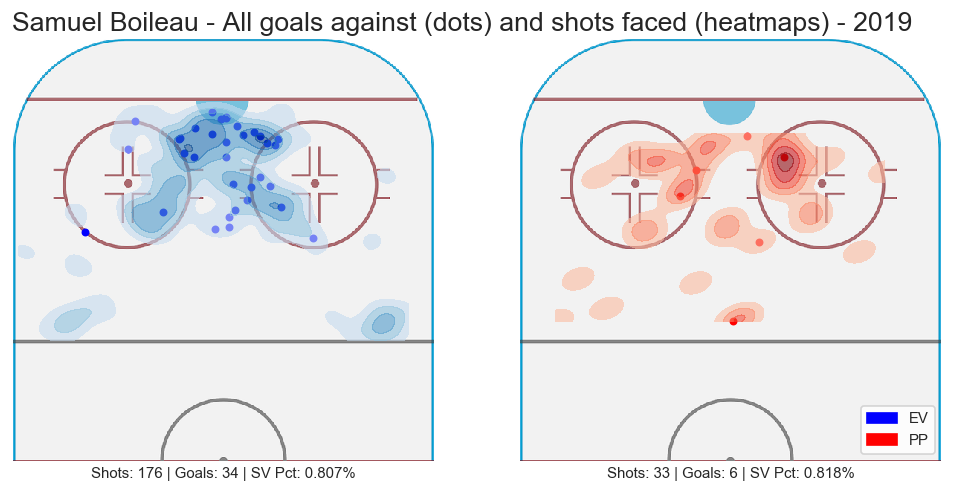 Samuel Boileau - All goals against (dots) and shots faced (heatmaps) - 2019
EV
PP
Shots: 176 | Goals: 34 | SV Pct: 0.807%
Shots: 33 | Goals: 6 | SV Pct: 0.818%